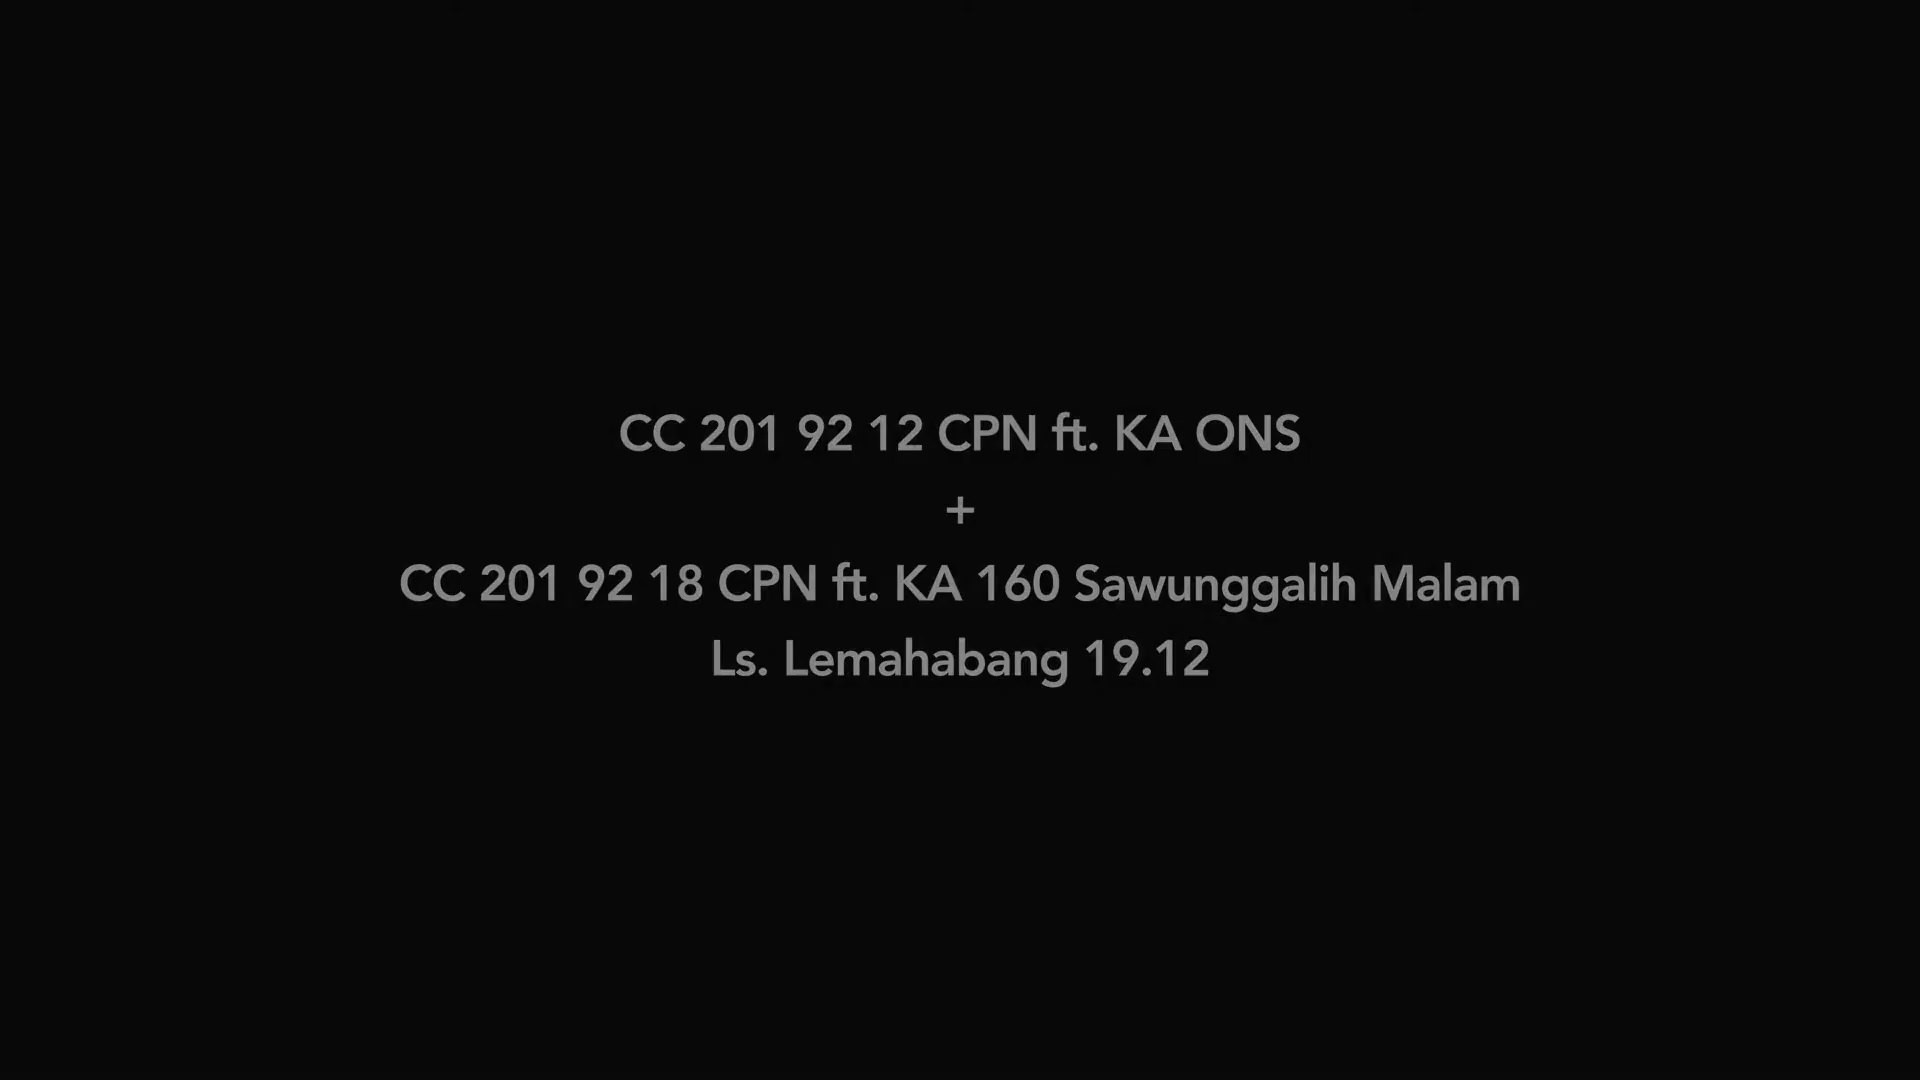 CC 201 92 12 CPN ft. KA ONS
+
CC 201 92 18 CPN ft. KA 160 Sawunggalih Malam
Ls. Lemahabang 19.12